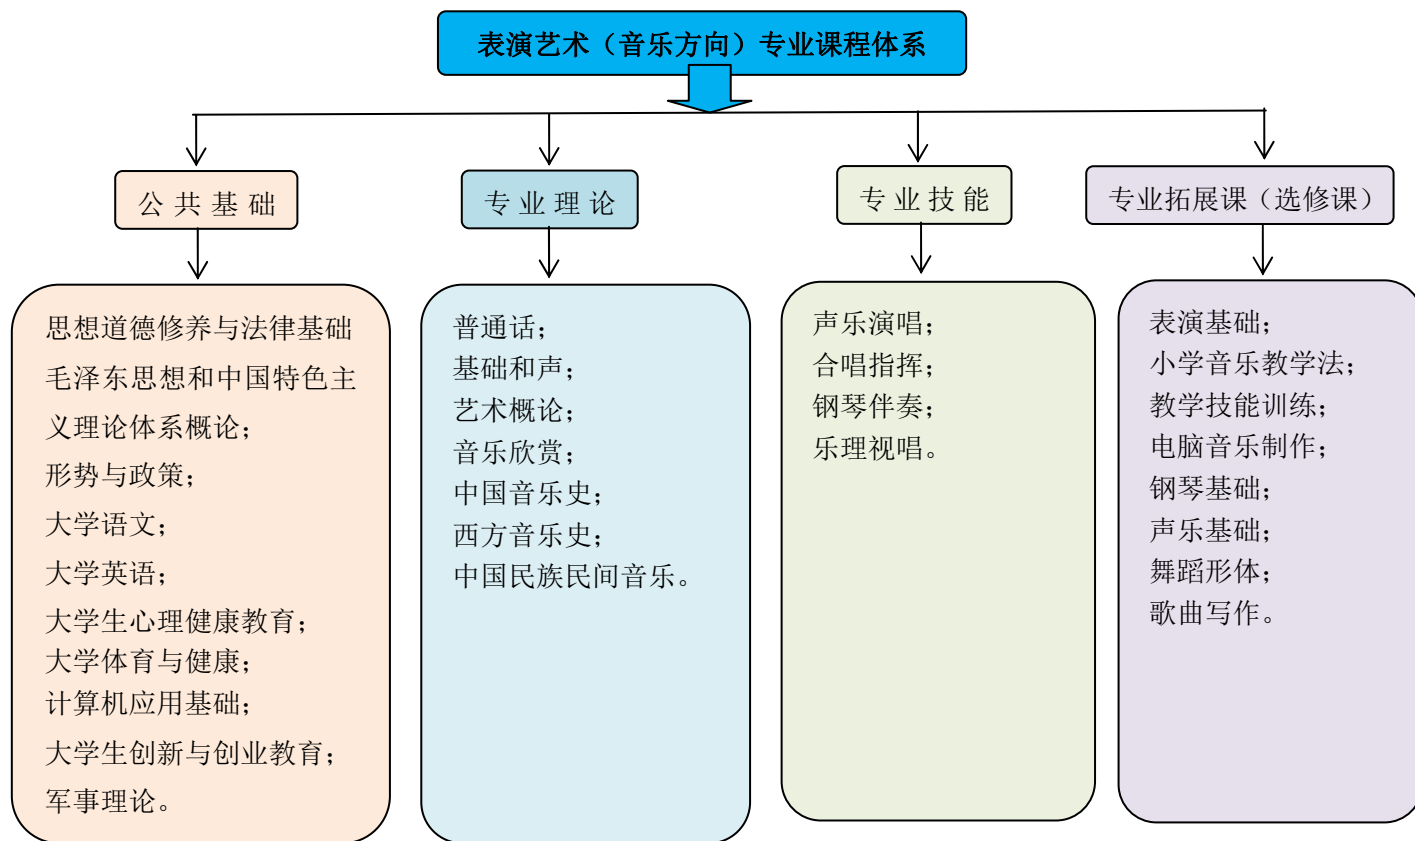 表演艺术（音乐方向）专业课程体系
公共基础
专业理论
专业技能
专业拓展课（选修课）
思想道德修养与法律基础
毛泽东思想和中国特色主
义理论体系概论；
形势与政策；
大学语文；
大学英语；
大学生心理健康教育；
大学体育与健康；
计算机应用基础；
大学生创新与创业教育；
军事理论。
普通话；
基础和声；
艺术概论；
音乐欣赏；
中国音乐史；
西方音乐史；
中国民族民间音乐。
声乐演唱；
合唱指挥；
钢琴伴奏；
乐理视唱。
表演基础；
小学音乐教学法；
教学技能训练；
电脑音乐制作；
钢琴基础；
声乐基础；
舞蹈形体；
歌曲写作。